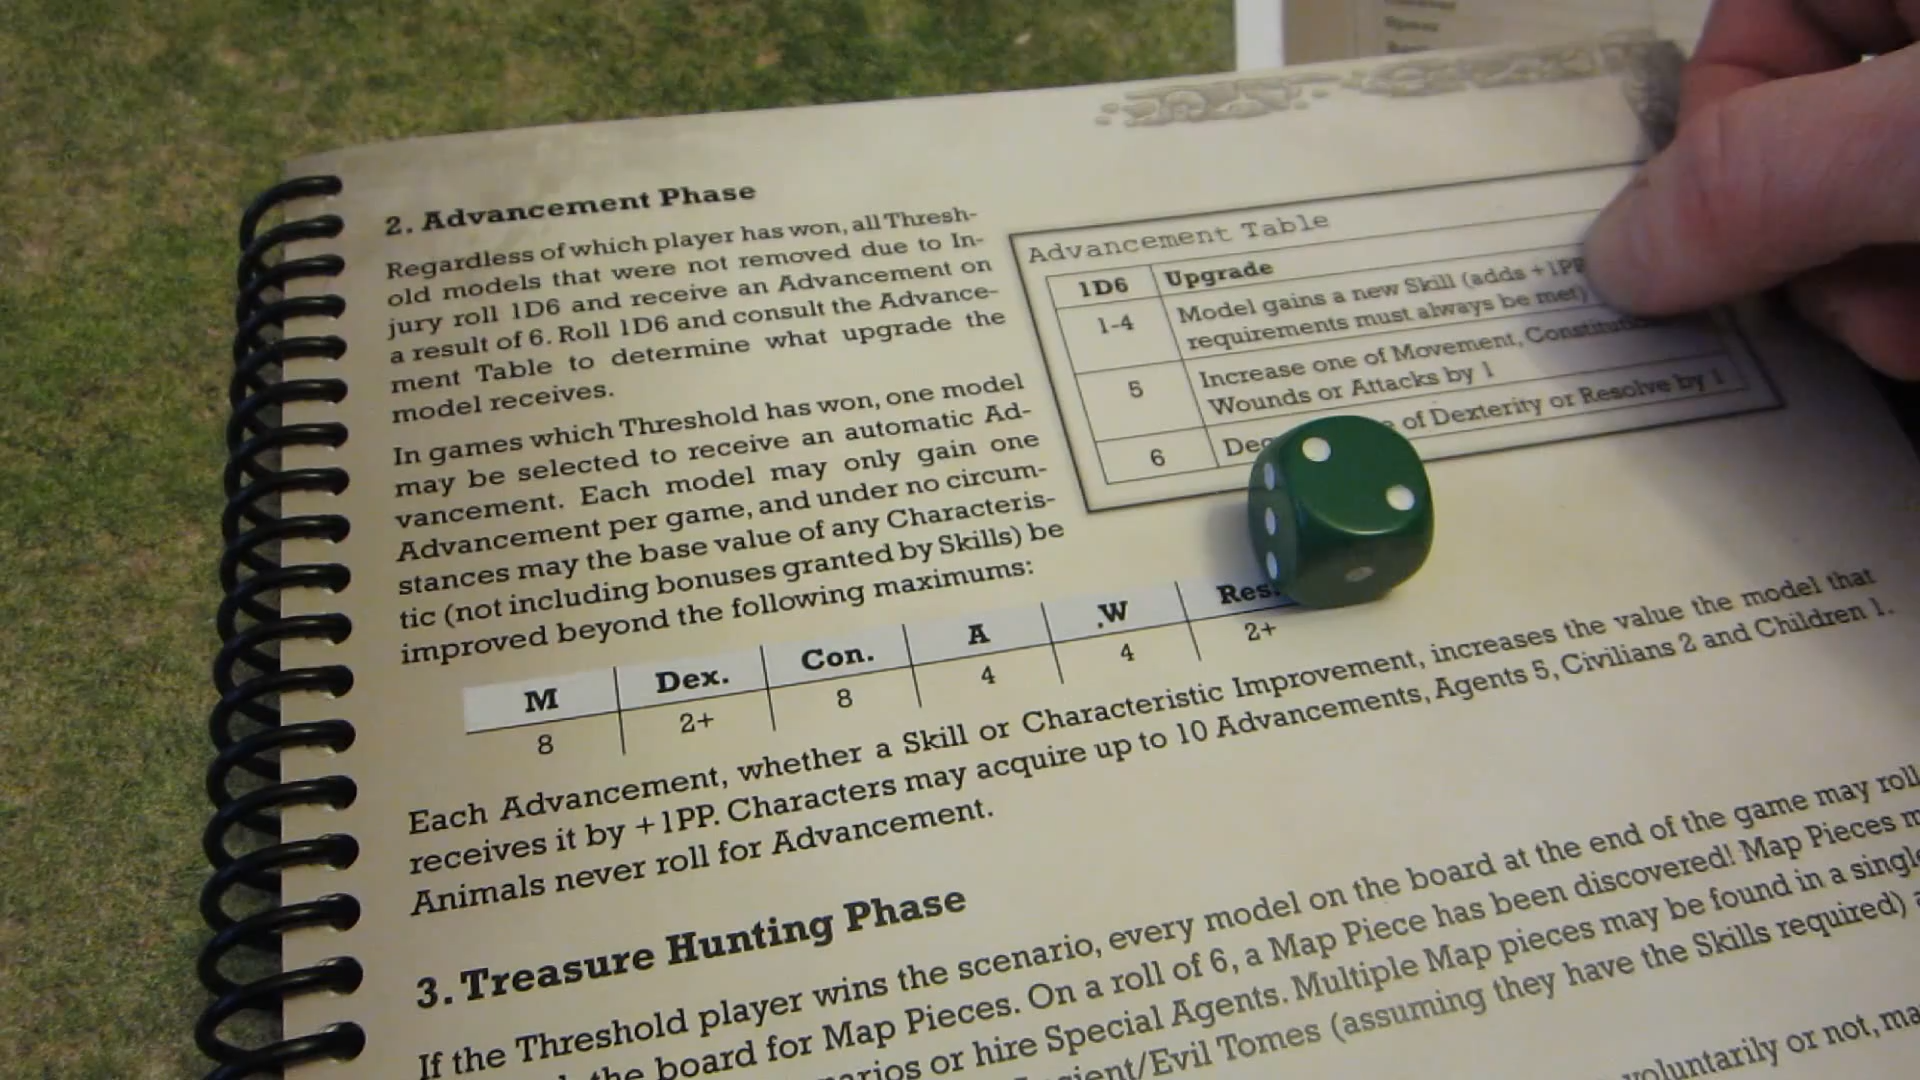 2. Advancement Phase
Regardless of which player has won, all Thresh-
old models that were not removed due to In-
jury roll 1D6 and receive an Advancement on
a result of 6. Roll 1D6 and consult the Advance-
ment Table to determine what upgrade the
model receives.
In games which Threshold has won, one model
may be selected to receive an automatic Ad-
vancement. Each model may only gain one
Advancement per game, and under no circum-
stances may the base value of any Characteris-
tic (not including bonuses granted by Skills) be
improved beyond the following maximums:
Advancement Table
1D6 Upgrade
1-4 Model gains a new Skill (adds +1PP
requirements must always be met)
5 Increase one of Movement,
Wounds or Attacks by 1
6 of Dexterity or Resolve by 1
M Dex. Con. A W Res.
8 2+ 8 4 4 2+
Each Advancement, whether a Skill or Characteristic Improvement, increases the value the model that
receives it by +1PP. Characters may acquire up to 10 Advancements, Agents 5, Civilians 2 and Children 1.
Animals never roll for Advancement.
3. Treasure Hunting Phase
If the Threshold player wins the scenario, every model on the board at the end of the game may roll
the board for Map Pieces. On a roll of 6, a Map Piece has been discovered! Map Pieces
or hire Special Agents. Multiple Map pieces may be found in a single
Tomes (assuming they have the Skills required)
voluntarily or not,